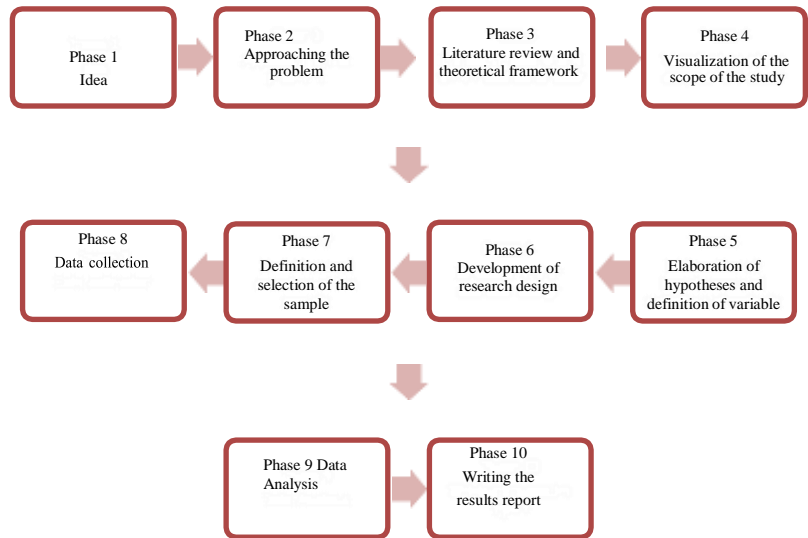 Phase 1
Idea
Phase 2
Approaching the
problem
Phase 3
Literature review and
theoretical framework
Phase 4
Visualization of the
scope of the study
Phase 8
Data collection
Phase 7
Definition and
selection of the
sample
Phase 6
Development of
research design
Phase 5
Elaboration of
hypotheses and
definition of variable
Phase 9 Data
Analysis
Phase 10
Writing the
results report